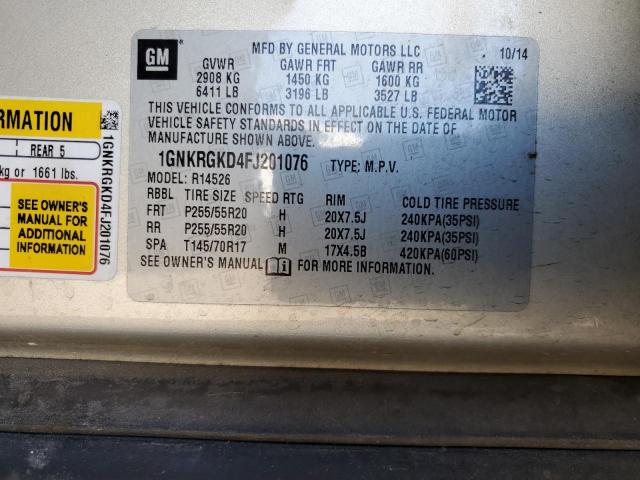 GM
MFD BY GENERAL MOTORS LLC
10/14
GVWR GAWR FRT GAWR RR
2908 KG 1450 KG 1600 KG
6411 LB 3196 LB 3527 LB
THIS VEHICLE CONFORMS TO ALL APPLICABLE U.S. FEDERAL MOTOR
VEHICLE SAFETY STANDARDS IN EFFECT ON THE DATE OF
MANUFACTURE SHOWN ABOVE.
1GNKRGKD4FJ201076 TYPE: M.P.V.
MODEL: R14526
RBBL TIRE SIZE SPEED RTG RIM COLD TIRE PRESSURE
FRT P255/55R20 H 20X7.5J 240KPA(35PSI)
RR P255/55R20 H 20X7.5J 240KPA(35PSI)
SPA T145/70R17 M 17X4.5B 420KPA(60PSI)
SEE OWNER'S MANUAL i FOR MORE INFORMATION.
REAR 5
kg or 1661 lbs.
SEE OWNER'S
MANUAL FOR
ADDITIONAL
INFORMATION
1GNKRGKD4FJ201076